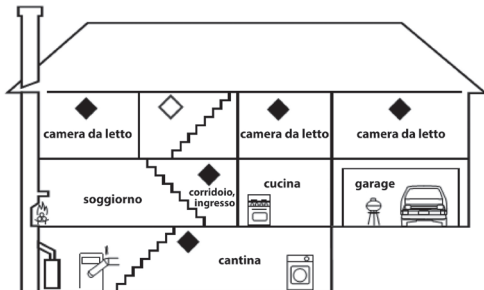 camera da letto
camera da letto
camera da letto
soggiorno
corridoio,
ingresso
cucina
garage
cantina